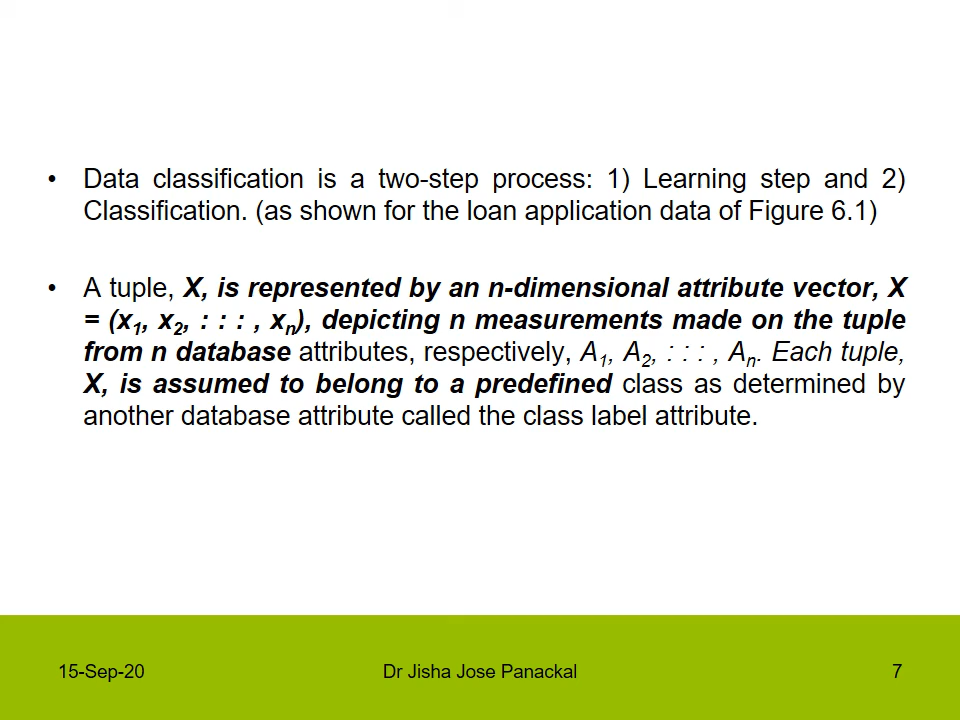 • Data classification is a two-step process: 1) Learning step and 2)
Classification. (as shown for the loan application data of Figure 6.1)
• A tuple, X, is represented by an n-dimensional attribute vector, X
= (x1, x2, : : : , xn), depicting n measurements made on the tuple
from n database attributes, respectively, A1, A2, : : : , An. Each tuple,
X, is assumed to belong to a predefined class as determined by
another database attribute called the class label attribute.
15-Sep-20
Dr Jisha Jose Panackal
7